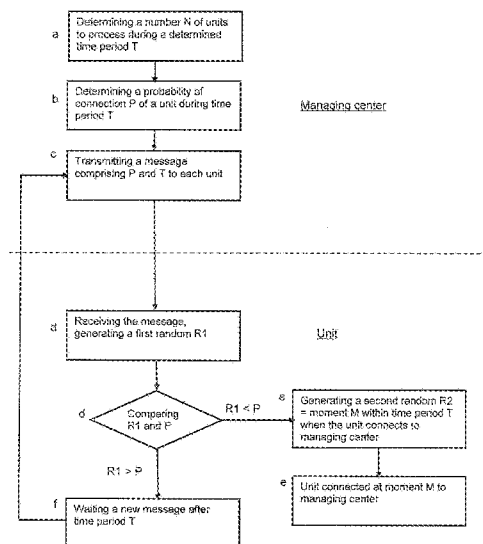 a
Determining a number N of units
to process during a determined
time period T
b
Determining a probability of
connection P of a unit during time
period T
Managing center
c
Transmitting a message
comprising P and T to each unit
d
Receiving the message,
generating a first random R1
Unit
d
Comparing
R1 and P
R1 < P
e
Generating a second random R2
= moment M within time period T
when the unit connects to
managing center
R1 > P
e
Unit connected at moment M to
managing center
f
Waiting a new message after
time period T